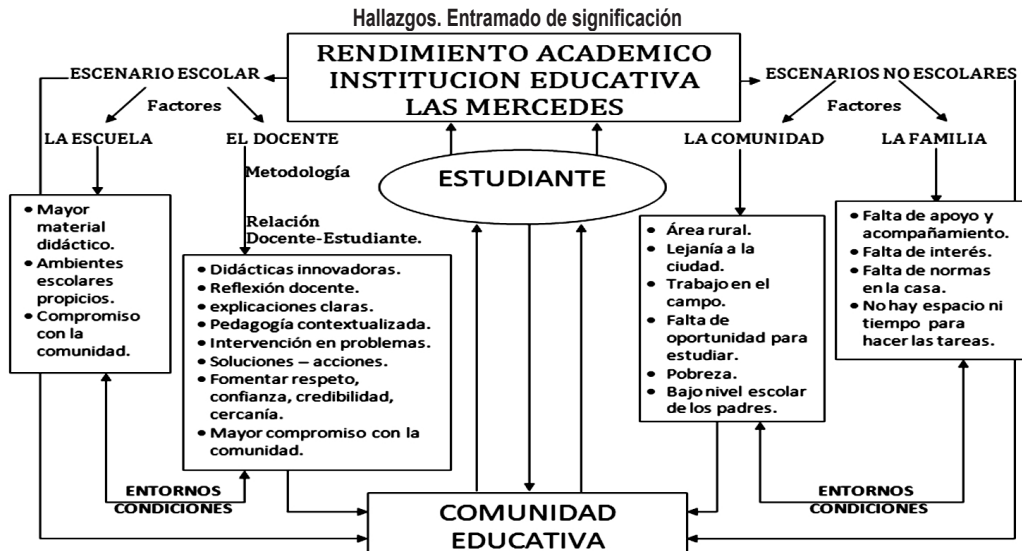 Hallazgos. Entramado de significación
RENDIMIENTO ACADEMICO
INSTITUCION EDUCATIVA
LAS MERCEDES
ESCENARIO ESCOLAR
Factores
LA ESCUELA
EL DOCENTE
Metodología
Relación
Docente-Estudiante.
• Mayor
material
didáctico.
• Ambientes
escolares
propicios.
• Compromiso
con la
comunidad.
• Didácticas innovadoras.
• Reflexión docente.
• explicaciones claras.
• Pedagogía contextualizada.
• Intervención en problemas.
• Soluciones – acciones.
• Fomentar respeto,
confianza, credibilidad,
cercanía.
• Mayor compromiso con la
comunidad.
ENTORNOS
CONDICIONES
ESTUDIANTE
ESCENARIOS NO ESCOLARES
Factores
LA COMUNIDAD
LA FAMILIA
• Área rural.
• Lejanía a la
ciudad.
• Trabajo en el
campo.
• Falta de
oportunidad para
estudiar.
• Pobreza.
• Bajo nivel escolar
de los padres.
• Falta de apoyo y
acompañamiento.
• Falta de interés.
• Falta de normas
en la casa.
• No hay espacio ni
tiempo para
hacer las tareas.
ENTORNOS
CONDICIONES
COMUNIDAD
EDUCATIVA